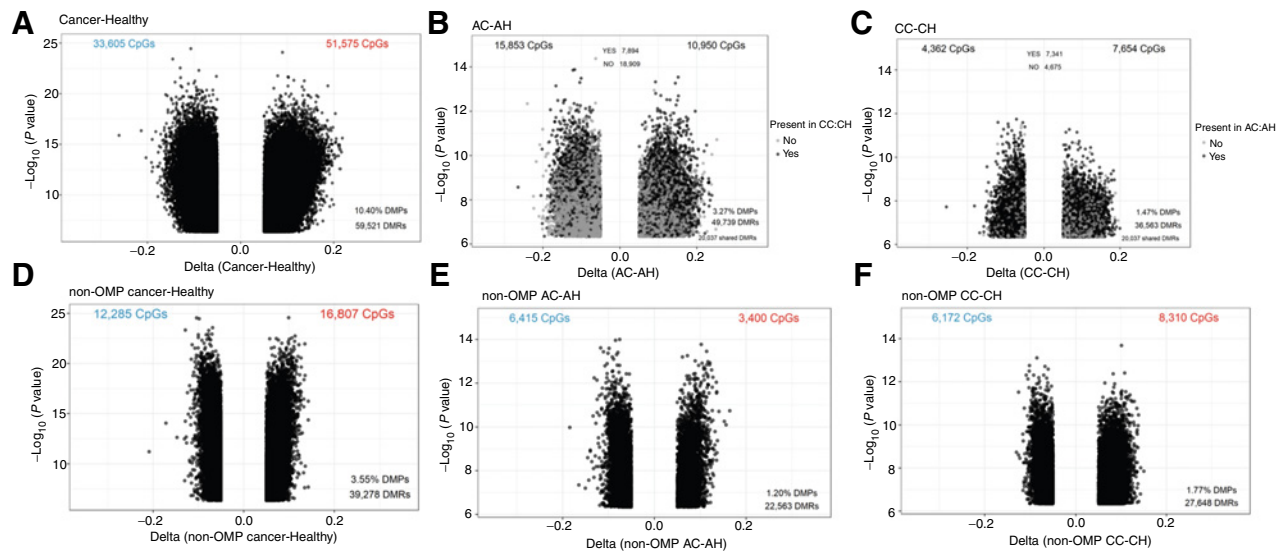 A
Cancer-Healthy
33,605 CpGs
51,575 CpGs
25
20
15
10
−Log10 (P value)
10.40% DMPs
59,521 DMRs
−0.2
0.0
0.2
Delta (Cancer-Healthy)
B
AC-AH
15,853 CpGs
YES 7,894
NO 18,909
10,950 CpGs
14
12
10
8
6
−Log10 (P value)
3.27% DMPs
49,739 DMRs
20,037 shared DMRs
−0.2
0.0
0.2
Delta (AC-AH)
Present in CC:CH
No
Yes
C
CC-CH
4,362 CpGs
YES 7,341
NO 4,675
7,654 CpGs
14
12
10
8
6
−Log10 (P value)
1.47% DMPs
36,563 DMRs
20,037 shared DMRs
−0.2
0.0
0.2
Delta (CC-CH)
Present in AC:AH
No
Yes
D
non-OMP cancer-Healthy
12,285 CpGs
16,807 CpGs
25
20
15
10
−Log10 (P value)
3.55% DMPs
39,278 DMRs
−0.2
0.0
0.2
Delta (non-OMP cancer-Healthy)
E
non-OMP AC-AH
6,415 CpGs
3,400 CpGs
14
12
10
8
6
−Log10 (P value)
1.20% DMPs
22,563 DMRs
−0.2
0.0
0.2
Delta (non-OMP AC-AH)
F
non-OMP CC-CH
6,172 CpGs
8,310 CpGs
14
12
10
8
6
−Log10 (P value)
1.77% DMPs
27,648 DMRs
−0.2
0.0
0.2
Delta (non-OMP CC-CH)